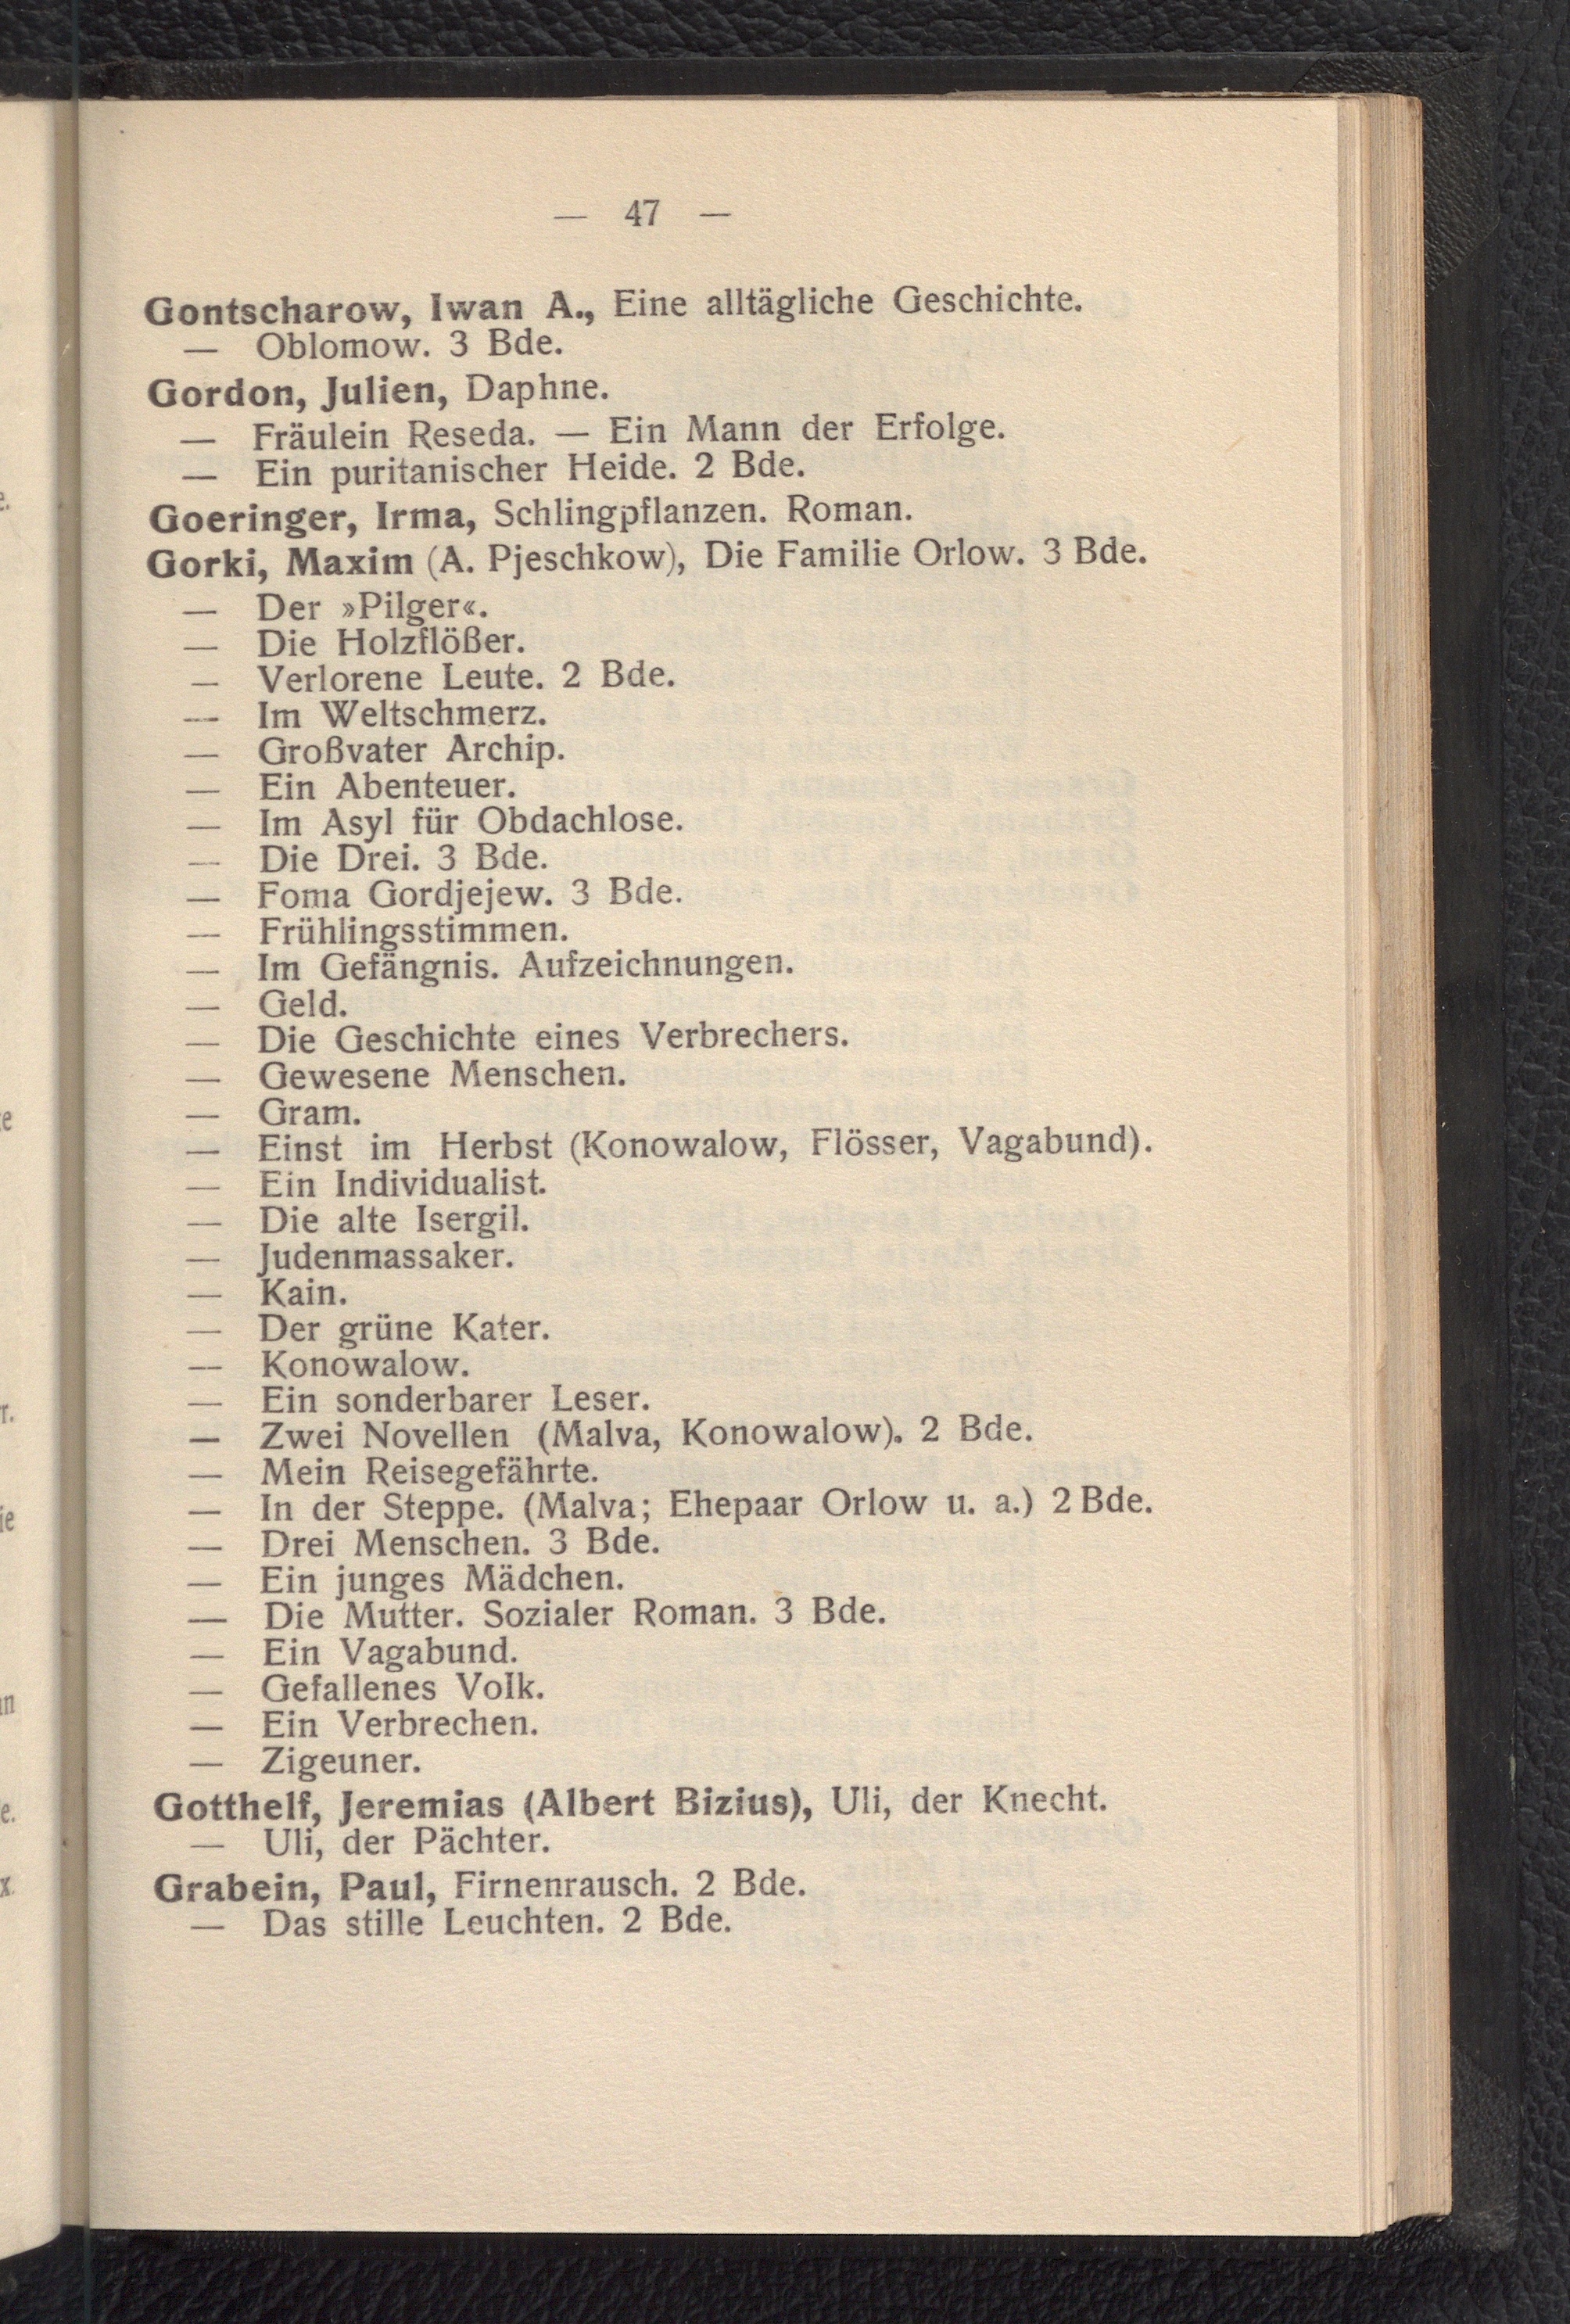 — 47 —
Gontscharow, Iwan A., Eine alltägliche Geschichte.
— Oblomow. 3 Bde.
Gordon, Julien, Daphne.
— Fräulein Reseda. — Ein Mann der Erfolge.
— Ein puritanischer Heide. 2 Bde.
Goeringer, Irma, Schlingpflanzen. Roman.
Gorki, Maxim (A. Pjeschkow), Die Familie Orlow. 3 Bde.
— Der »Pilger«.
— Die Holzflößer.
— Verlorene Leute. 2 Bde.
— Im Weltschmerz.
— Großvater Archip.
— Ein Abenteuer.
— Im Asyl für Obdachlose.
— Die Drei. 3 Bde.
— Foma Gordjejew. 3 Bde.
— Frühlingsstimmen.
— Im Gefängnis. Aufzeichnungen.
— Geld.
— Die Geschichte eines Verbrechers.
— Gewesene Menschen.
— Gram.
— Einst im Herbst (Konowalow, Flösser, Vagabund).
— Ein Individualist.
— Die alte Isergil.
— Judenmassaker.
— Kain.
— Der grüne Kater.
— Konowalow.
— Ein sonderbarer Leser.
— Zwei Novellen (Malva, Konowalow). 2 Bde.
— Mein Reisegefährte.
— In der Steppe. (Malva; Ehepaar Orlow u. a.) 2 Bde.
— Drei Menschen. 3 Bde.
— Ein junges Mädchen.
— Die Mutter. Sozialer Roman. 3 Bde.
— Ein Vagabund.
— Gefallenes Volk.
— Ein Verbrechen.
— Zigeuner.
Gotthelf, Jeremias (Albert Bizius), Uli, der Knecht.
— Uli, der Pächter.
Grabein, Paul, Firnenrausch. 2 Bde.
— Das stille Leuchten. 2 Bde.